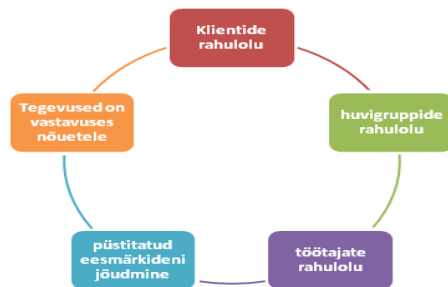 Klientide
rahulolu
huvigruppide
rahulolu
töötajate
rahulolu
püstitatud
eesmärkideni
jõudmine
Tegevused on
vastavuses
nõuetele